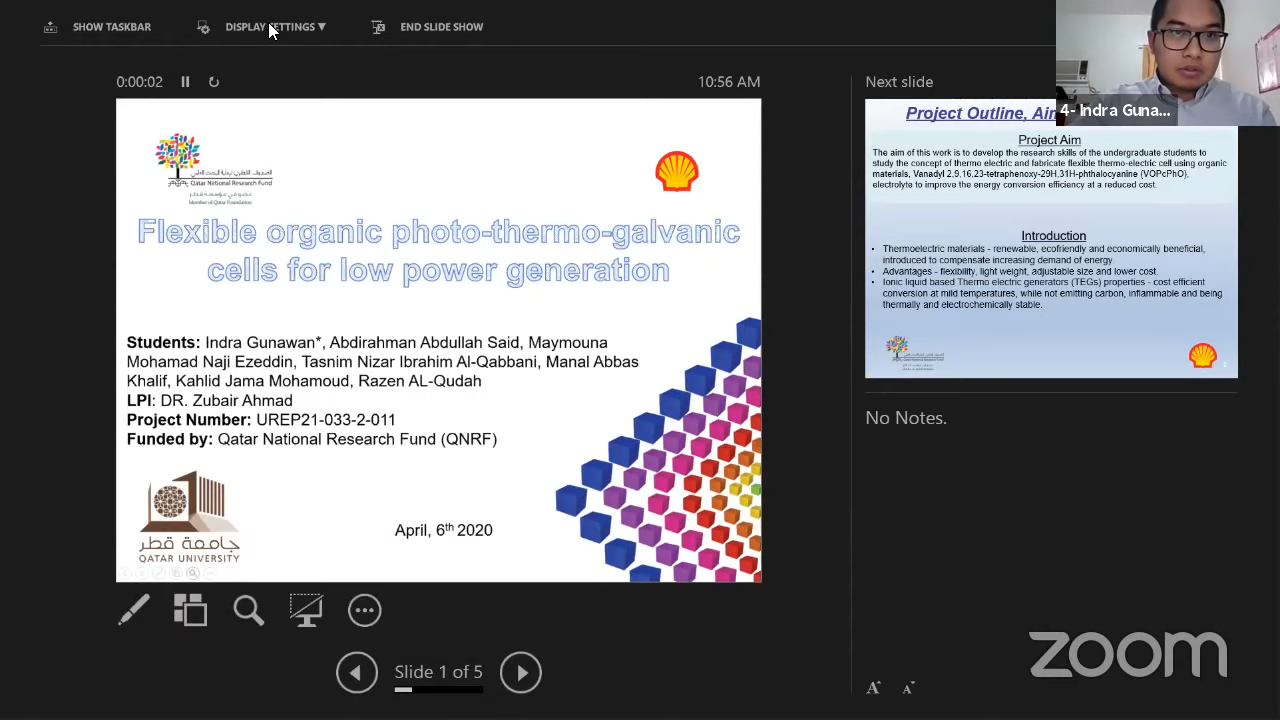 SHOW TASKBAR
DISPLAY SETTINGS ▼
END SLIDE SHOW
4- Indra Guna...
0:00:02
10:56 AM
Next slide
Qatar National Research Fund
Member of Qatar Foundation
Flexible organic photo-thermo-galvanic
cells for low power generation
Students: Indra Gunawan*, Abdirahman Abdullah Said, Maymouna
Mohamad Naji Ezeddin, Tasnim Nizar Ibrahim Al-Qabbani, Manal Abbas
Khalif, Kahlid Jama Mohamoud, Razen AL-Qudah
LPI: DR. Zubair Ahmad
Project Number: UREP21-033-2-011
Funded by: Qatar National Research Fund (QNRF)
April, 6th 2020
جامعة قطر
QATAR UNIVERSITY
Project Outline,
Project Aim
The aim of this work is to develop the research skills of the undergraduate students to
study the concept of thermo electric and fabricate flexible thermo-electric cell using organic
materials, Vanadyl 2,9,16,23-tetraphenoxy-29H,31H-phthalocyanine (VOPcPhO),
electrolyte to improve the energy conversion efficiency at a reduced cost.
Introduction
• Thermoelectric materials - renewable, ecofriendly and economically beneficial,
introduced to compensate increasing demand of energy
• Advantages - flexibility, light weight, adjustable size and lower cost.
• Ionic liquid based Thermo electric generators (TEGs) properties - cost efficient
conversion at mild temperatures, while not emitting carbon, inflammable and being
thermally and electrochemically stable.
No Notes.
Slide 1 of 5
A A
zoom